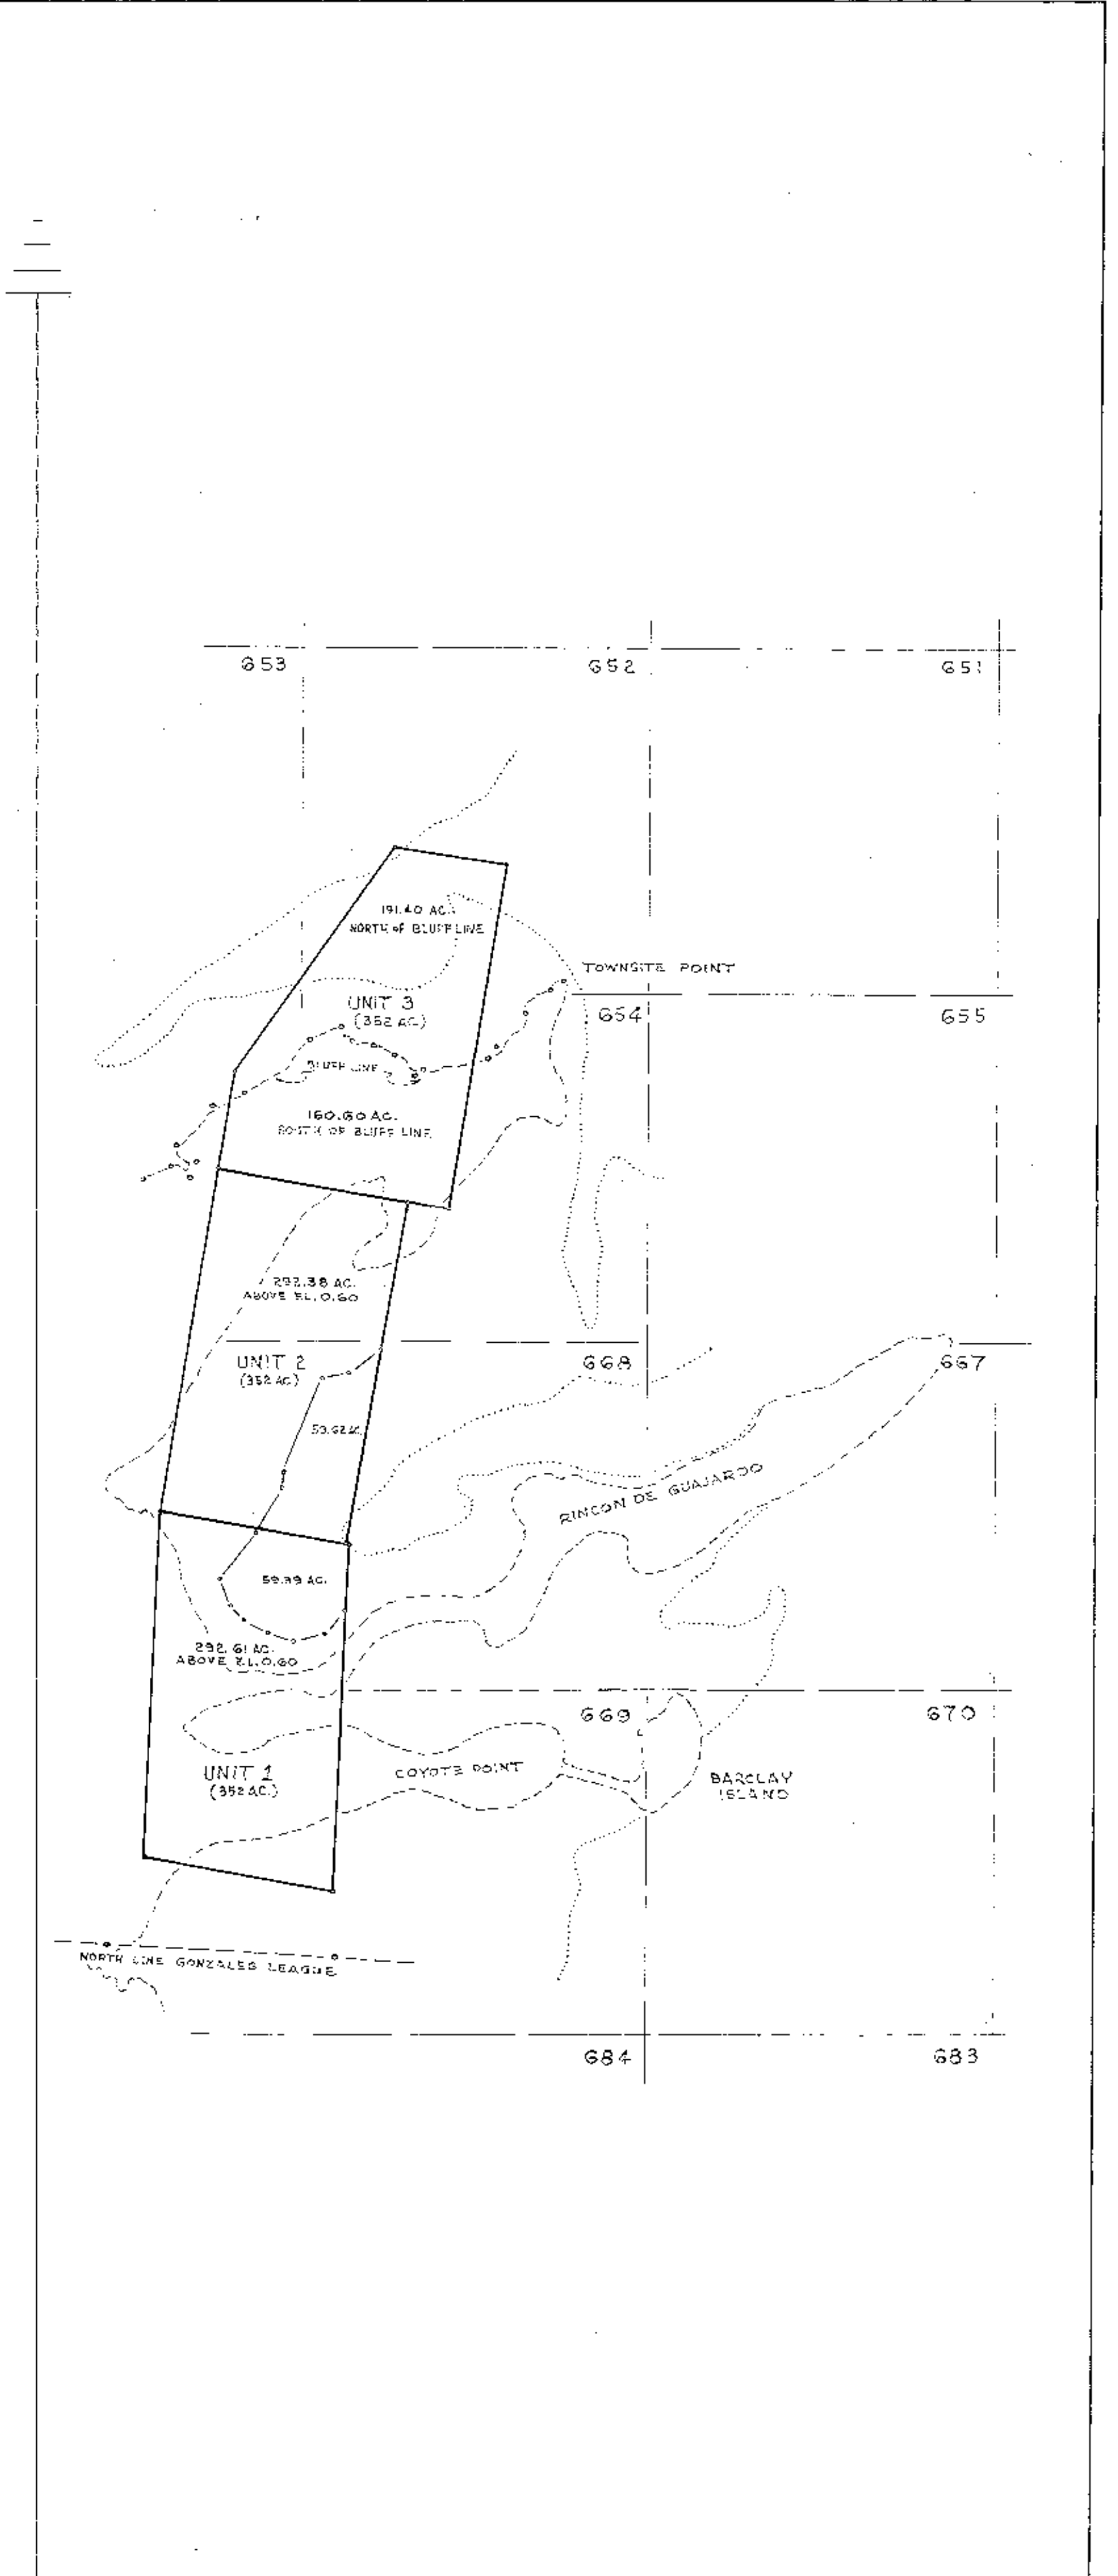 653
652
651
191.40 AC.
NORTH OF BLUFF LINE
TOWNSITE POINT
UNIT 3
(352 AC.)
654
655
BLUFF LINE
160.60 AC.
SOUTH OF BLUFF LINE
292.38 AC.
ABOVE EL. 0.60
UNIT 2
(352 AC.)
668
667
59.62 AC.
RINCON DE GUAJARDO
59.39 AC.
292.61 AC.
ABOVE EL. 0.60
669
670
UNIT 1
(352 AC.)
COYOTE POINT
BARCLAY
ISLAND
NORTH LINE GONZALES LEAGUE
684
683